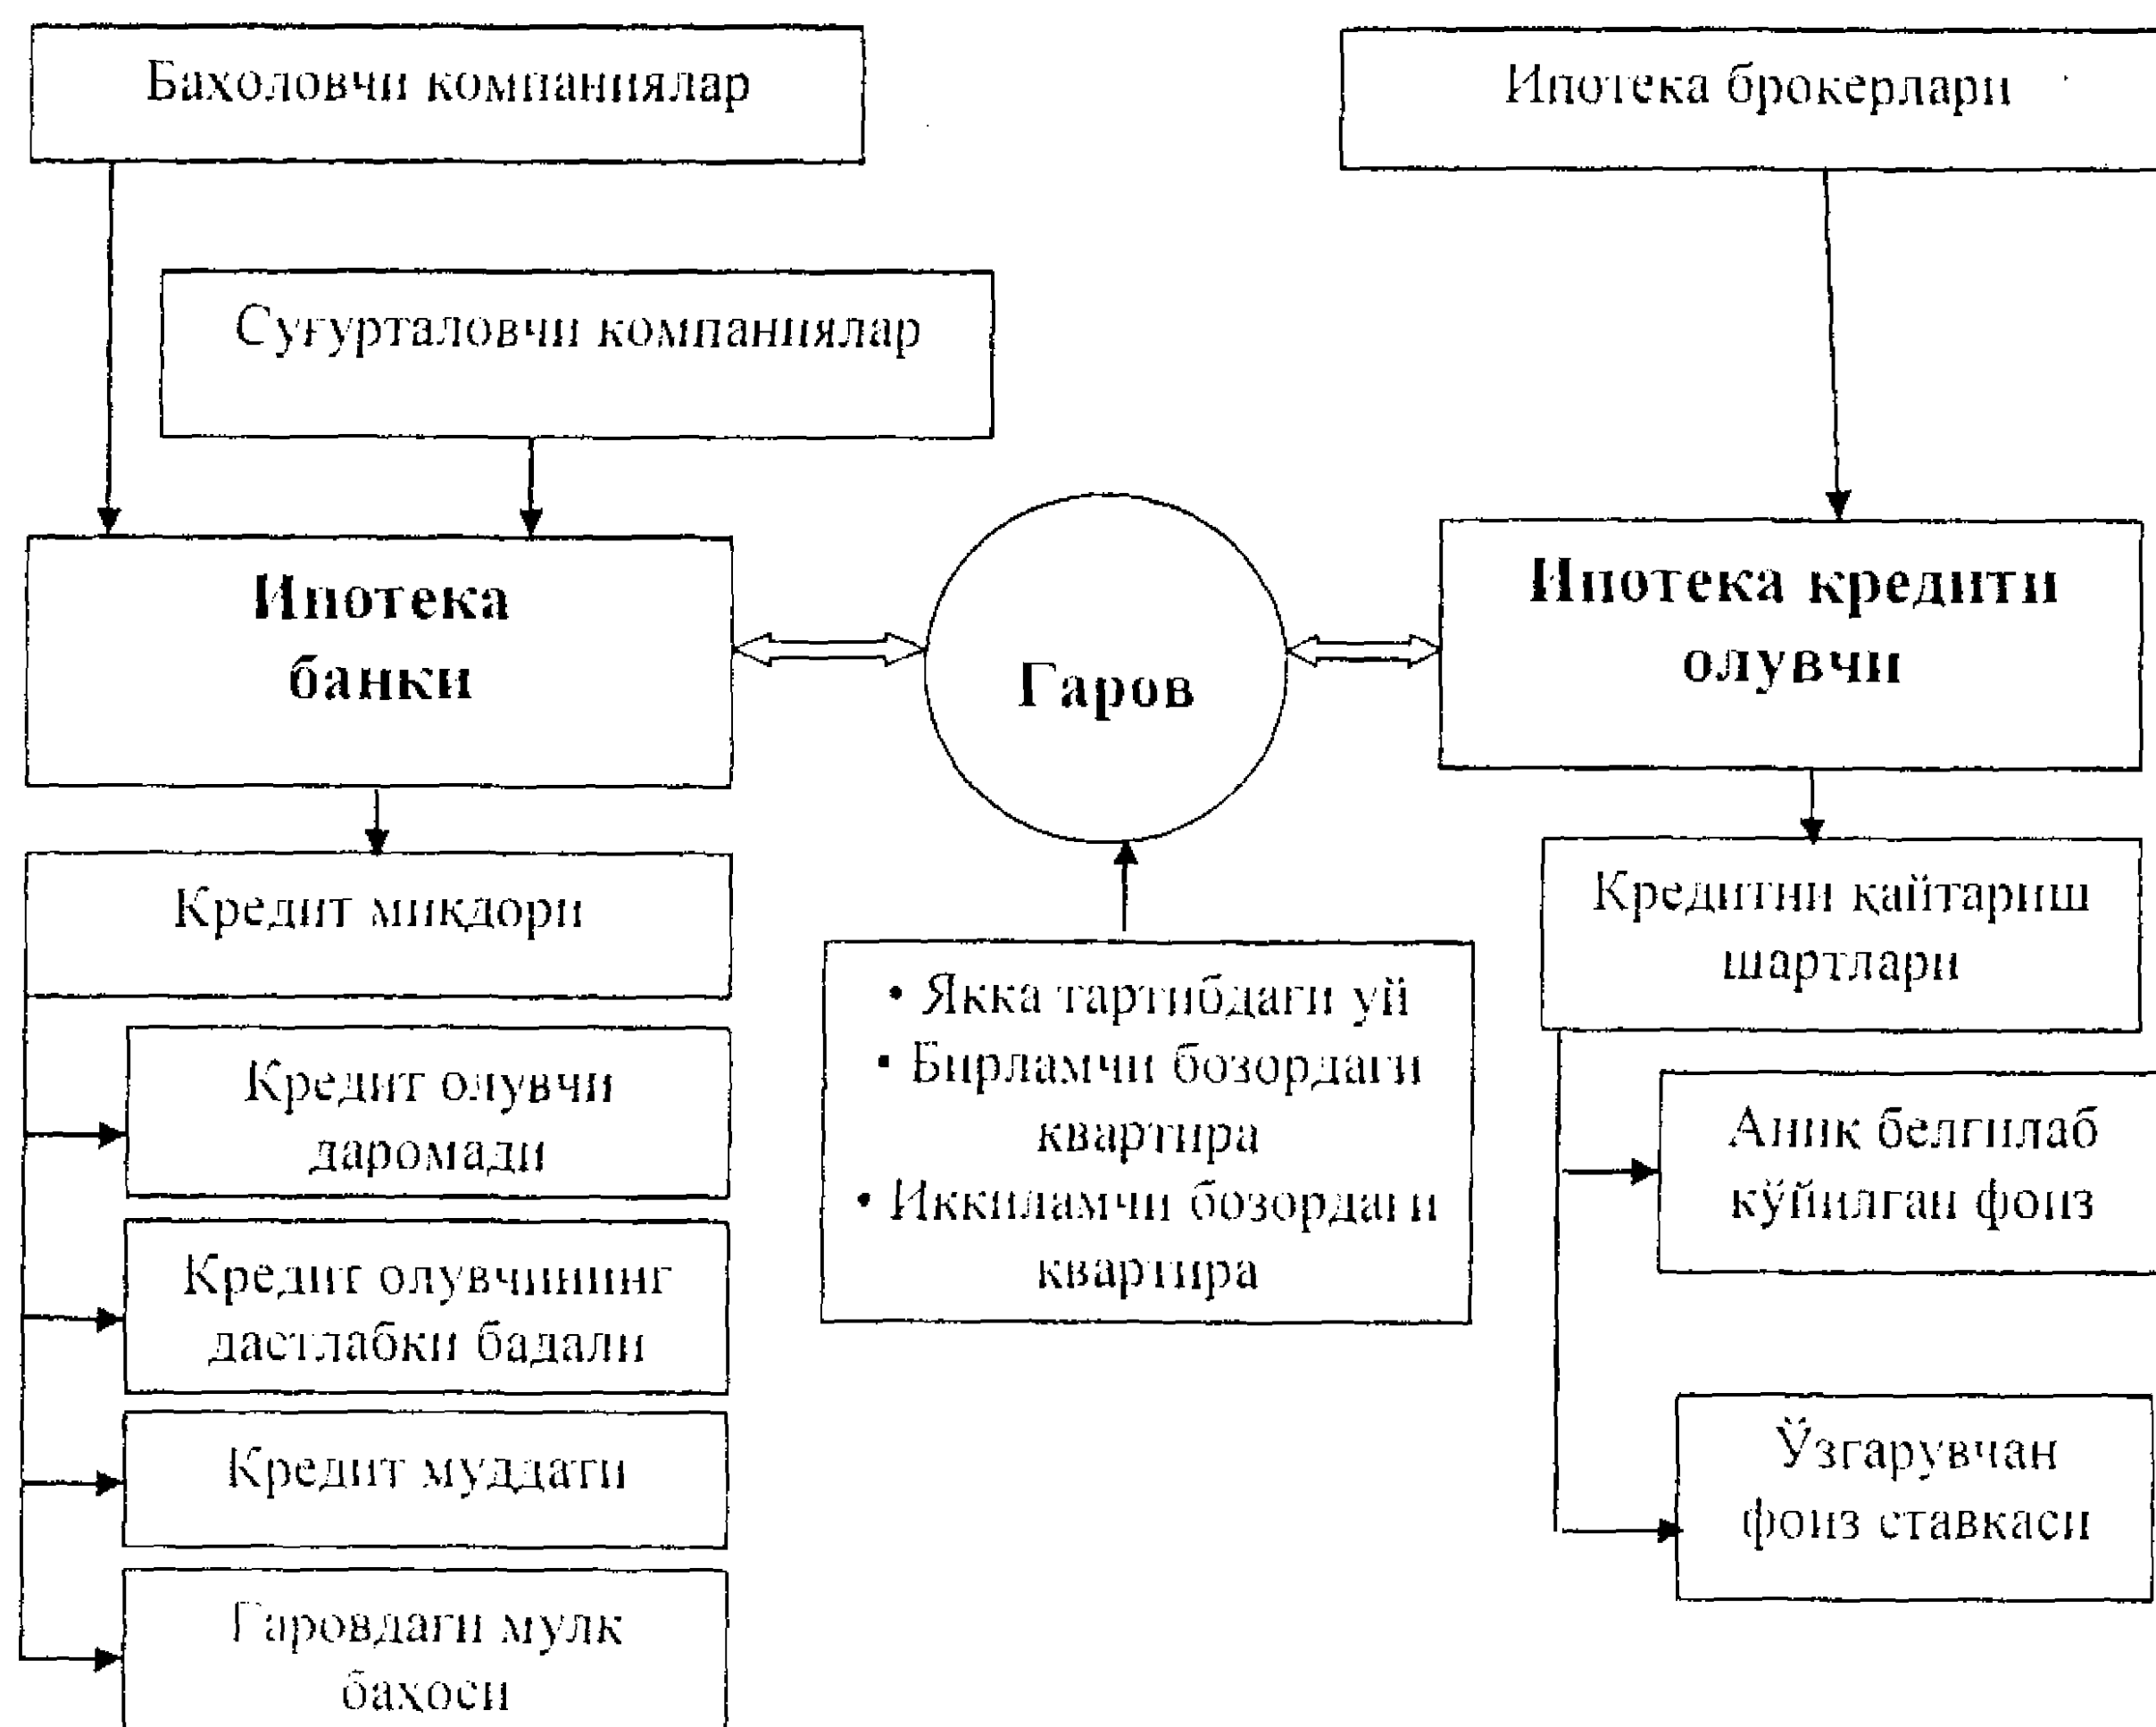 Бахоловчи компаниялар
Ипотека брокерлари
Суғурталовчи компаниялар
Ипотека
банки
Гаров
Ипотека кредити
олувчи
Кредит миқдори
Кредит олувчи
даромади
Кредит олувчининг
дастлабки бадали
Кредит муддати
Гаровдаги мулк
баҳоси
• Якка тартибдаги уй
• Бирламчи бозордаги
квартира
• Иккиламчи бозордаги
квартира
Кредитни қайтариш
шартлари
Аниқ белгилаб
кўйилган фоиз
Ўзгарувчан
фоиз ставкаси